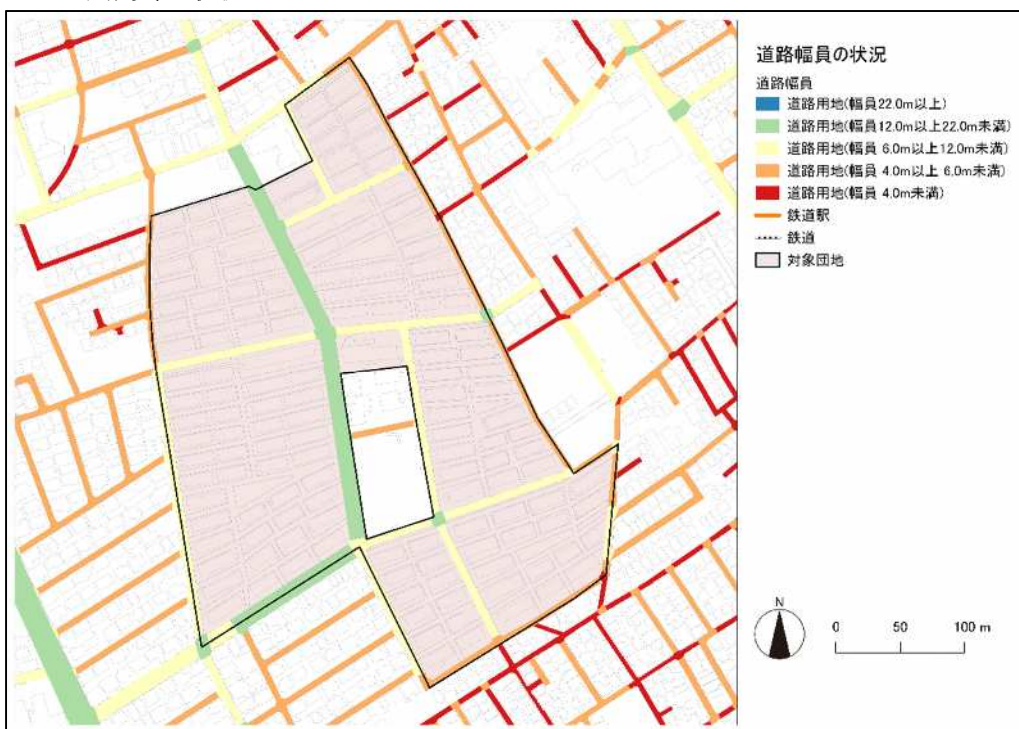 道路幅員の状況
道路幅員
道路用地(幅員22.0m以上)
道路用地(幅員12.0m以上22.0m未満)
道路用地(幅員 6.0m以上12.0m未満)
道路用地(幅員 4.0m以上 6.0m未満)
道路用地(幅員 4.0m未満)
鉄道駅
鉄道
対象団地
N
0 50 100 m